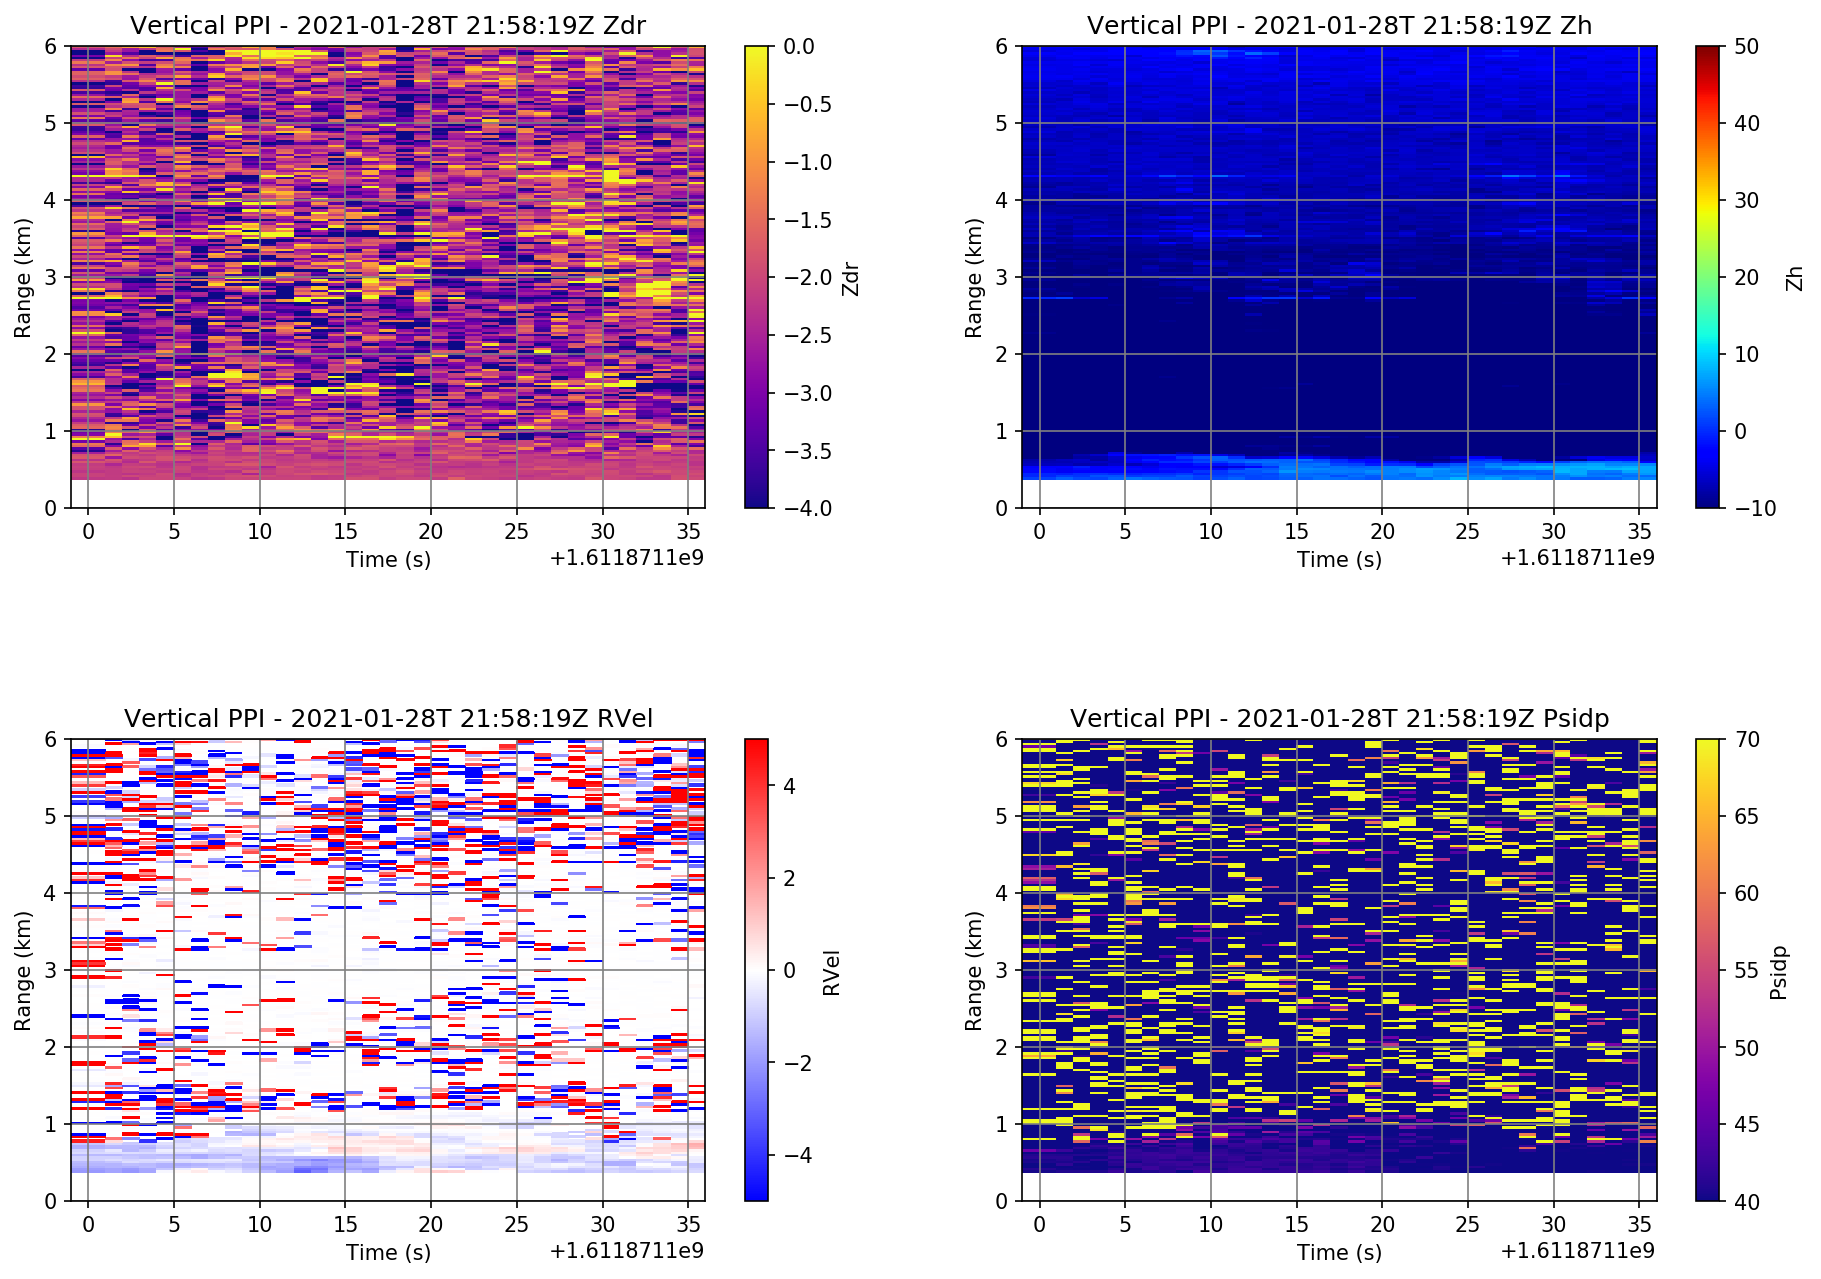 Vertical PPI - 2021-01-28T 21:58:19Z Zdr
6
5
4
3
2
1
0
Range (km)
0 5 10 15 20 25 30 35
Time (s)
+1.6118711e9
0.0
−0.5
−1.0
−1.5
−2.0
−2.5
−3.0
−3.5
−4.0
Zdr
Vertical PPI - 2021-01-28T 21:58:19Z Zh
6
5
4
3
2
1
0
Range (km)
0 5 10 15 20 25 30 35
Time (s)
+1.6118711e9
50
40
30
20
10
0
−10
Zh
Vertical PPI - 2021-01-28T 21:58:19Z RVel
6
5
4
3
2
1
0
Range (km)
0 5 10 15 20 25 30 35
Time (s)
+1.6118711e9
4
2
0
−2
−4
RVel
Vertical PPI - 2021-01-28T 21:58:19Z Psidp
6
5
4
3
2
1
0
Range (km)
0 5 10 15 20 25 30 35
Time (s)
+1.6118711e9
70
65
60
55
50
45
40
Psidp